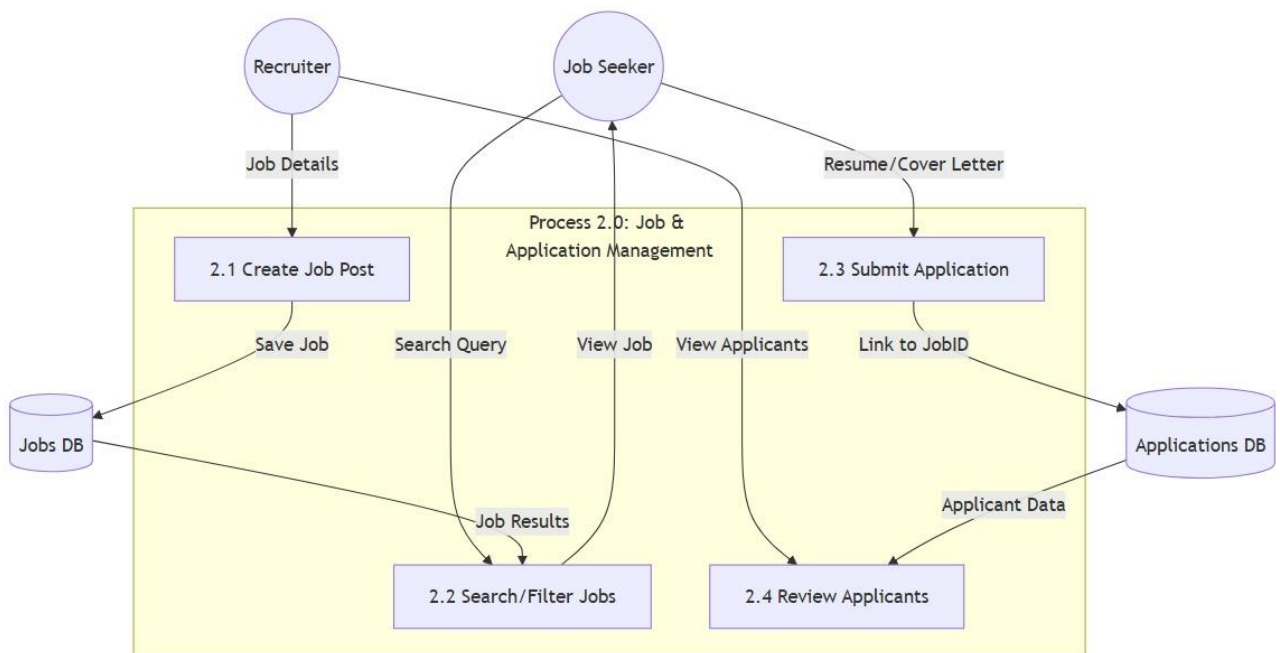 Recruiter
Job Seeker
Job Details
Resume/Cover Letter
Process 2.0: Job &
Application Management
2.1 Create Job Post
2.3 Submit Application
Save Job
Search Query
View Job
View Applicants
Link to JobID
Jobs DB
Applications DB
Job Results
Applicant Data
2.2 Search/Filter Jobs
2.4 Review Applicants